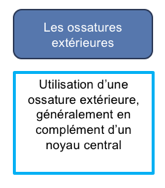 Les ossatures
extérieures
Utilisation d’une
ossature extérieure,
généralement en
complément d’un
noyau central